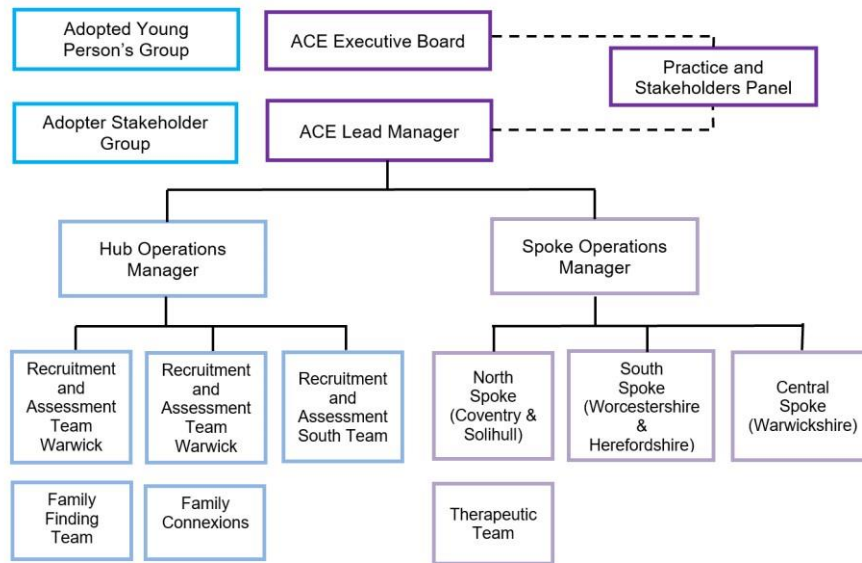 Adopted Young
Person's Group
ACE Executive Board
Practice and
Stakeholders Panel
Adopter Stakeholder
Group
ACE Lead Manager
Hub Operations
Manager
Spoke Operations
Manager
Recruitment
and
Assessment
Team
Warwick
Recruitment
and
Assessment
Team
Warwick
Recruitment
and
Assessment
South Team
North
Spoke
(Coventry &
Solihull)
South
Spoke
(Worcestershire
&
Herefordshire)
Central
Spoke
(Warwickshire)
Family
Finding
Team
Family
Connexions
Therapeutic
Team